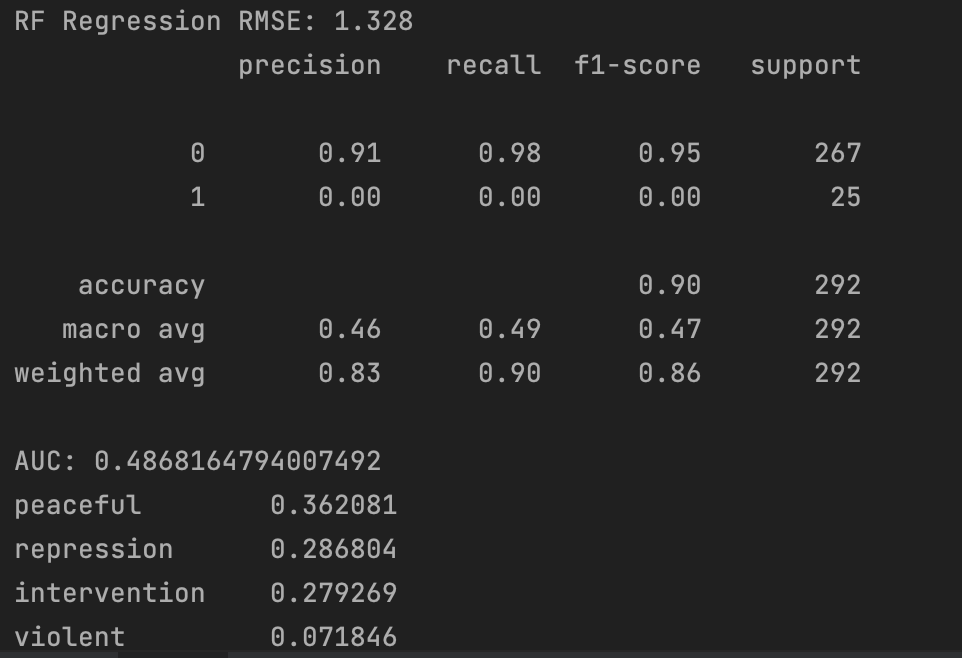 RF Regression RMSE: 1.328
precision recall f1-score support
0 0.91 0.98 0.95 267
1 0.00 0.00 0.00 25
accuracy 0.90 292
macro avg 0.46 0.49 0.47 292
weighted avg 0.83 0.90 0.86 292
AUC: 0.4868164794007492
peaceful 0.362081
repression 0.286804
intervention 0.279269
violent 0.071846